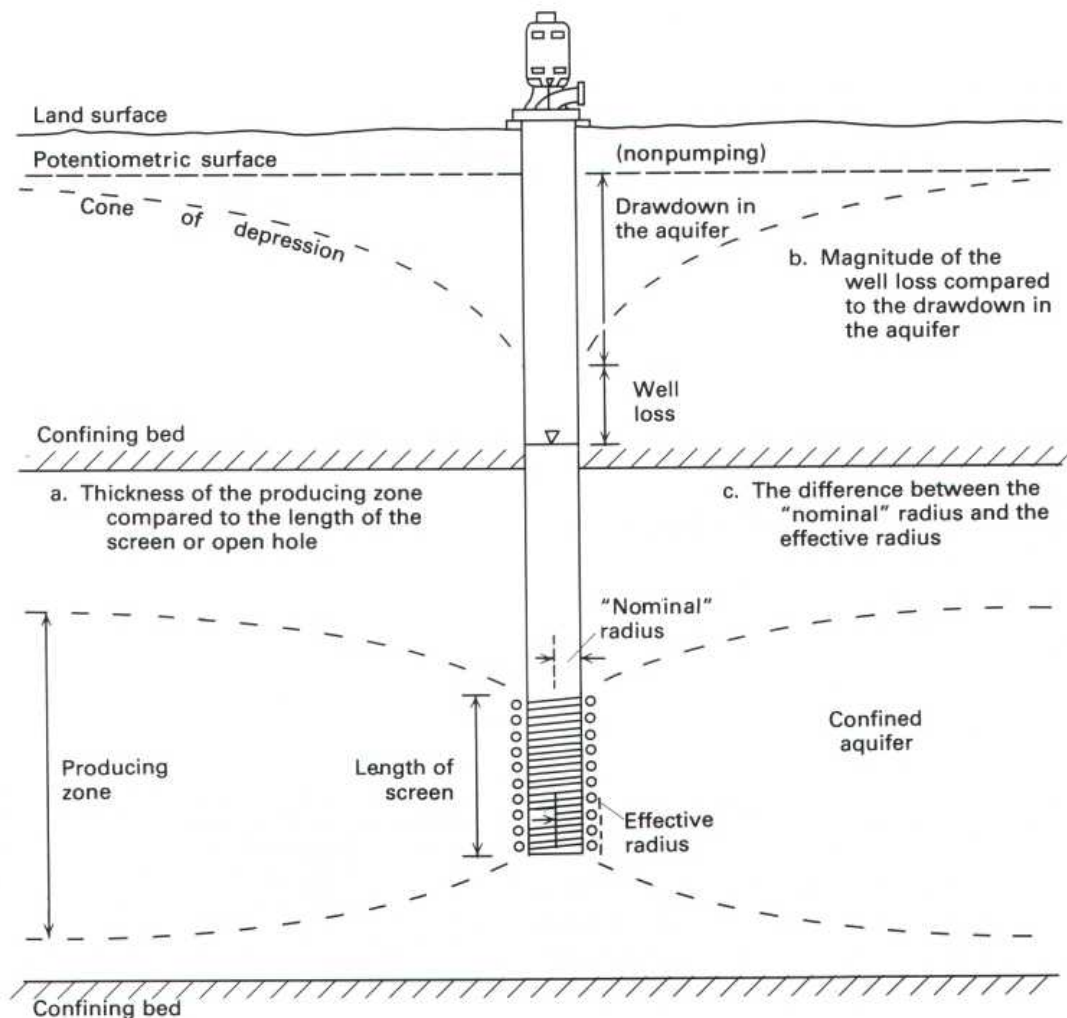 Land surface
Potentiometric surface
(nonpumping)
Cone of depression
Drawdown in
the aquifer
b. Magnitude of the
well loss compared
to the drawdown in
the aquifer
Well
loss
Confining bed
a. Thickness of the producing zone
compared to the length of the
screen or open hole
c. The difference between the
"nominal" radius and the
effective radius
"Nominal"
radius
Producing
zone
Length of
screen
Confined
aquifer
Effective
radius
Confining bed